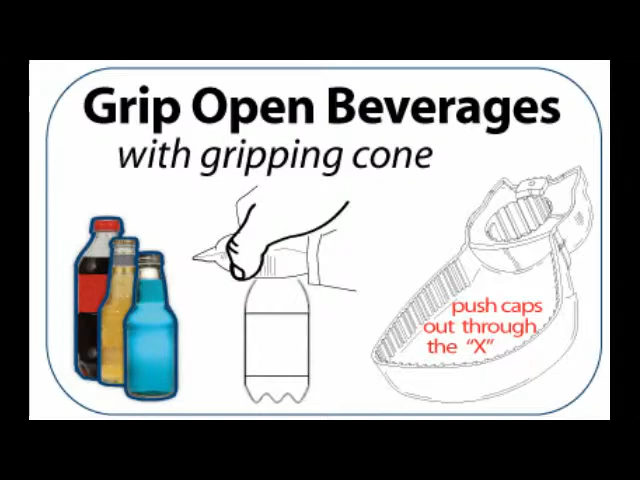 Grip Open Beverages
with gripping cone
push caps
out through
the "X"